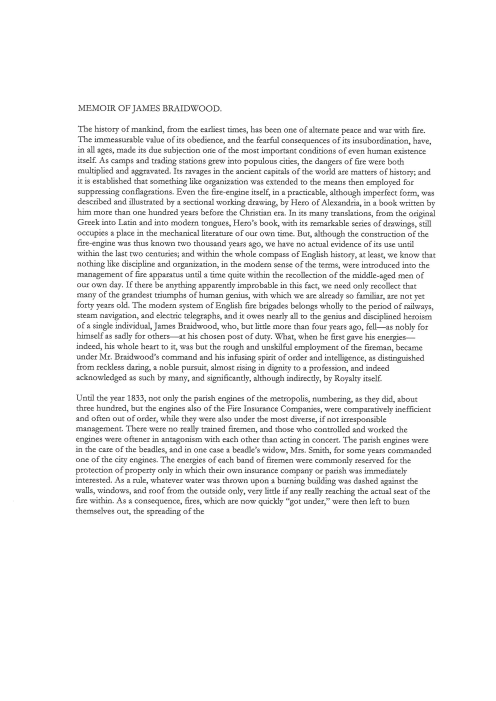 MEMOIR OF JAMES BRAIDWOOD.
The history of mankind, from the earliest times, has been one of alternate peace and war with fire.
The immeasurable value of its obedience, and the fearful consequences of its insubordination, have,
in all ages, made its due subjection one of the most important conditions of even human existence
itself. As camps and trading stations grew into populous cities, the dangers of fire were both
multiplied and aggravated. Its ravages in the ancient capitals of the world are matters of history; and
it is established that something like organization was extended to the means then employed for
suppressing conflagrations. Even the fire-engine itself, in a practicable, although imperfect form, was
described and illustrated by a sectional working drawing, by Hero of Alexandria, in a book written by
him more than one hundred years before the Christian era. In its many translations, from the original
Greek into Latin and into modern tongues, Hero's book, with its remarkable series of drawings, still
occupies a place in the mechanical literature of our own time. But, although the construction of the
fire-engine was thus known two thousand years ago, we have no actual evidence of its use until
within the last two centuries; and within the whole compass of English history, at least, we know that
nothing like discipline and organization, in the modern sense of the terms, were introduced into the
management of fire apparatus until a time quite within the recollection of the middle-aged men of
our own day. If there be anything apparently improbable in this fact, we need only recollect that
many of the grandest triumphs of human genius, with which we are already so familiar, are not yet
forty years old. The modern system of English fire brigades belongs wholly to the period of railways,
steam navigation, and electric telegraphs, and it owes nearly all to the genius and disciplined heroism
of a single individual, James Braidwood, who, but little more than four years ago, fell—as nobly for
himself as sadly for others—at his chosen post of duty. What, when he first gave his energies—
indeed, his whole heart to it, was but the rough and unskilful employment of the fireman, became
under Mr. Braidwood's command and his infusing spirit of order and intelligence, as distinguished
from reckless daring, a noble pursuit, almost rising in dignity to a profession, and indeed
acknowledged as such by many, and significantly, although indirectly, by Royalty itself.
Until the year 1833, not only the parish engines of the metropolis, numbering, as they did, about
three hundred, but the engines also of the Fire Insurance Companies, were comparatively inefficient
and often out of order, while they were also under the most diverse, if not irresponsible
management. There were no really trained firemen, and those who controlled and worked the
engines were oftener in antagonism with each other than acting in concert. The parish engines were
in the care of the beadles, and in one case a beadle's widow, Mrs. Smith, for some years commanded
one of the city engines. The energies of each band of firemen were commonly reserved for the
protection of property only in which their own insurance company or parish was immediately
interested. As a rule, whatever water was thrown upon a burning building was dashed against the
walls, windows, and roof from the outside only, very little if any really reaching the actual seat of the
fire within. As a consequence, fires, which are now quickly "got under," were then left to burn
themselves out, the spreading of the